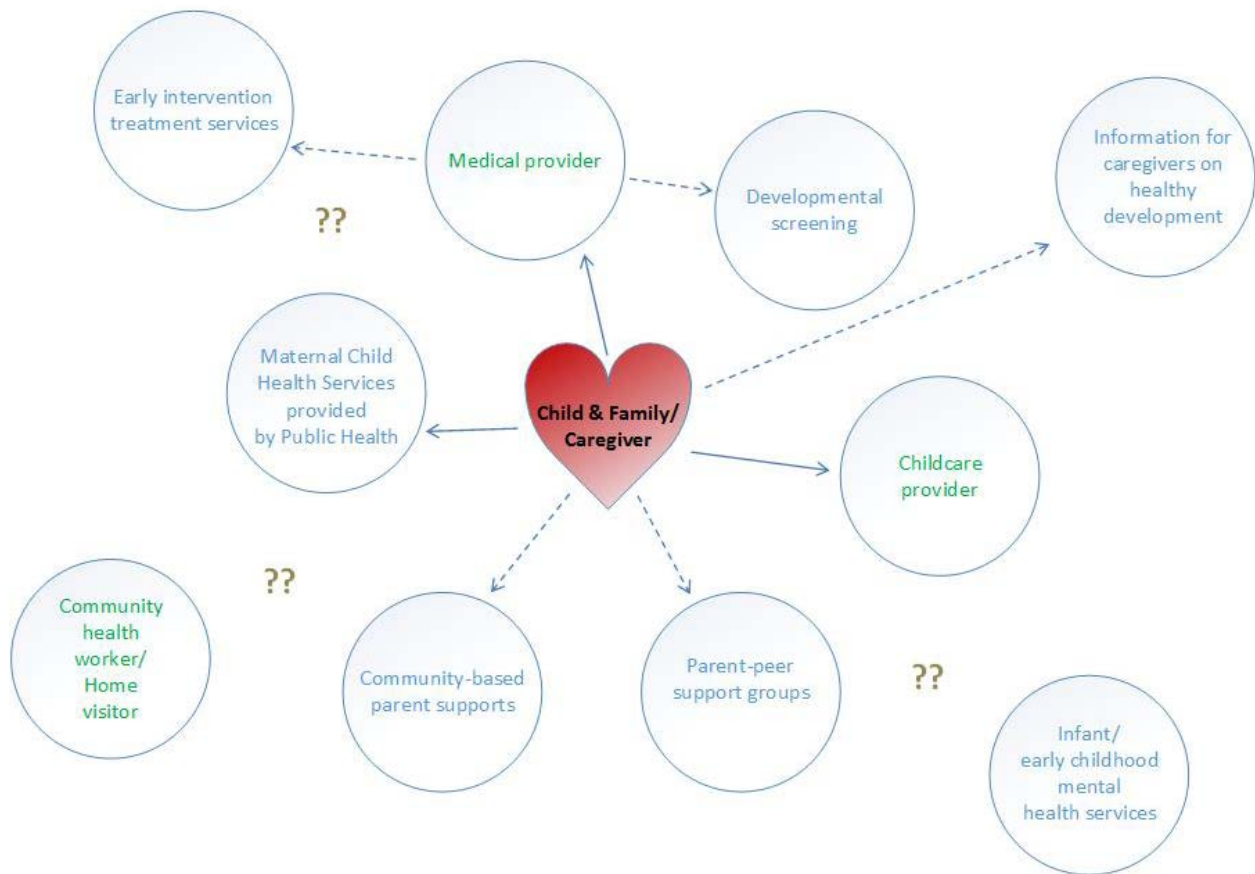 Early intervention
treatment services
Medical provider
Developmental
screening
Information for
caregivers on
healthy
development
??
Maternal Child
Health Services
provided
by Public Health
Child & Family/
Caregiver
Childcare
provider
??
Community
health
worker/
Home
visitor
Community-based
parent supports
Parent-peer
support groups
??
Infant/
early childhood
mental
health services